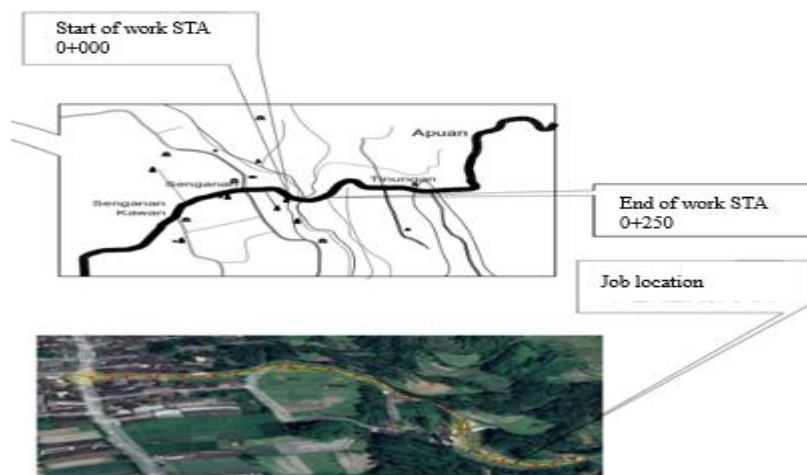 Start of work STA
0+000
Apuan
Tinungan
Senganan
Senganan
Kawan
End of work STA
0+250
Job location